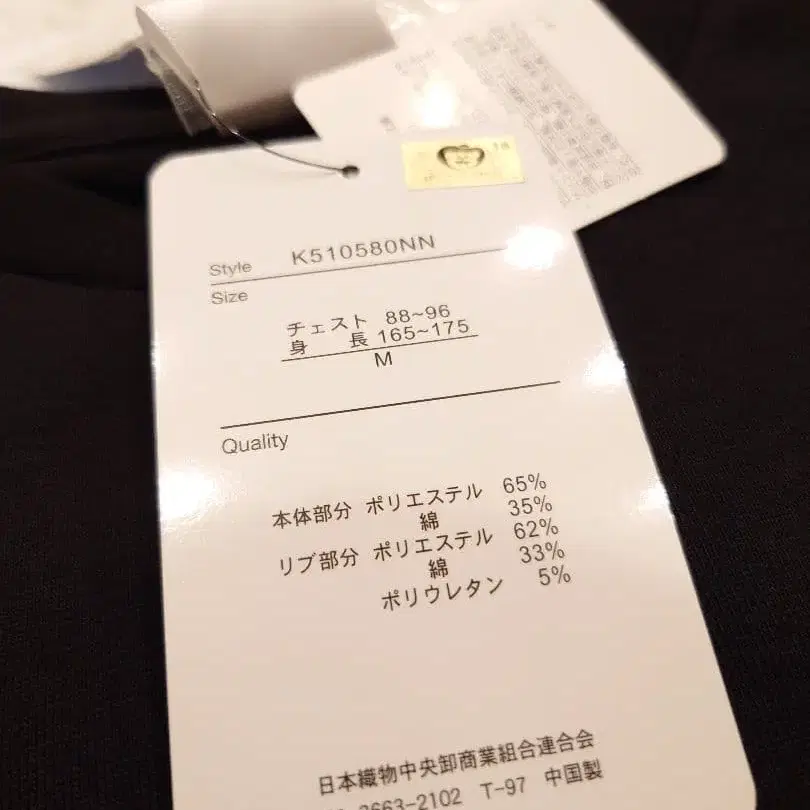 Style K510580NN
Size
チェスト 88~96
身 長 165~175
M
Quality
本体部分 ポリエステル 65%
綿 35%
リブ部分 ポリエステル 62%
綿 33%
ポリウレタン 5%
日本織物中央卸商業組合連合会
3663-2102 T-97 中国製